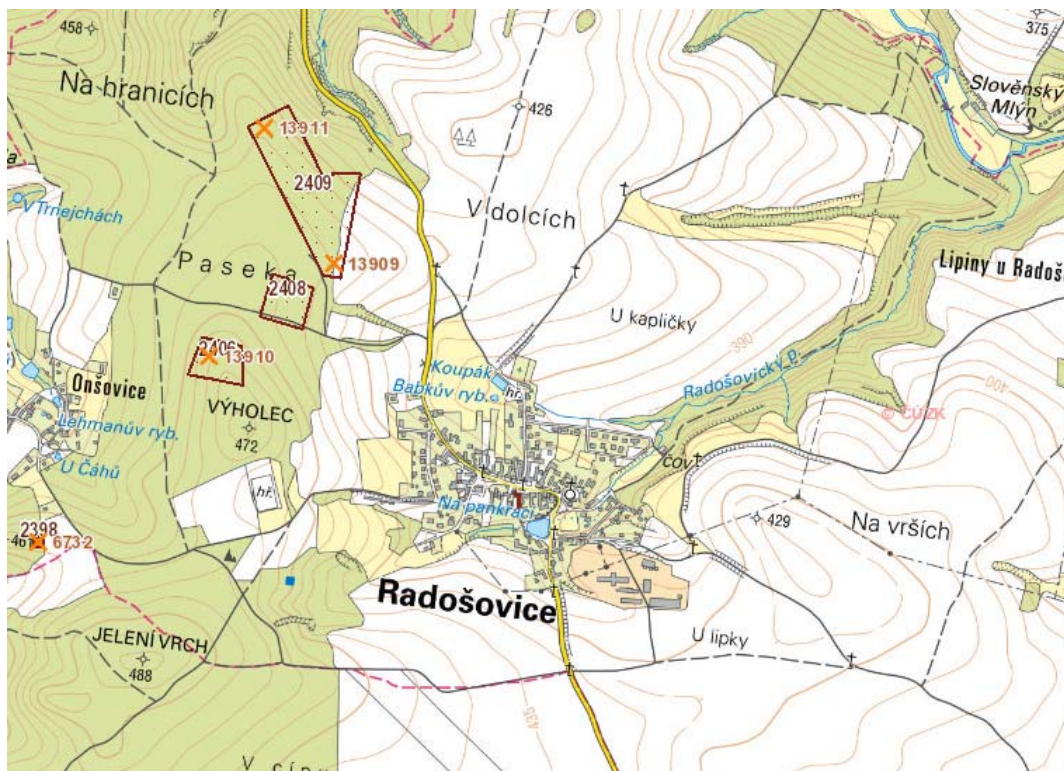 458
375
Na hranicích
Slověnský
Mlýn
426
13911
2409
V Trnejchách
V dolcích
Paseka
13909
2408
Lipiny u Radoš
U kapličky
390
2406
13910
Koupák
Babkův ryb.
hř.
Radošovický p.
Onšovice
Lehmanův ryb.
VÝHOLEC
472
400
© ČÚZK
U Čáhů
ČOV
hř.
Na pankráci
429
Na vrších
2398
6732
Radošovice
JELENÍ VRCH
488
U lipky
435